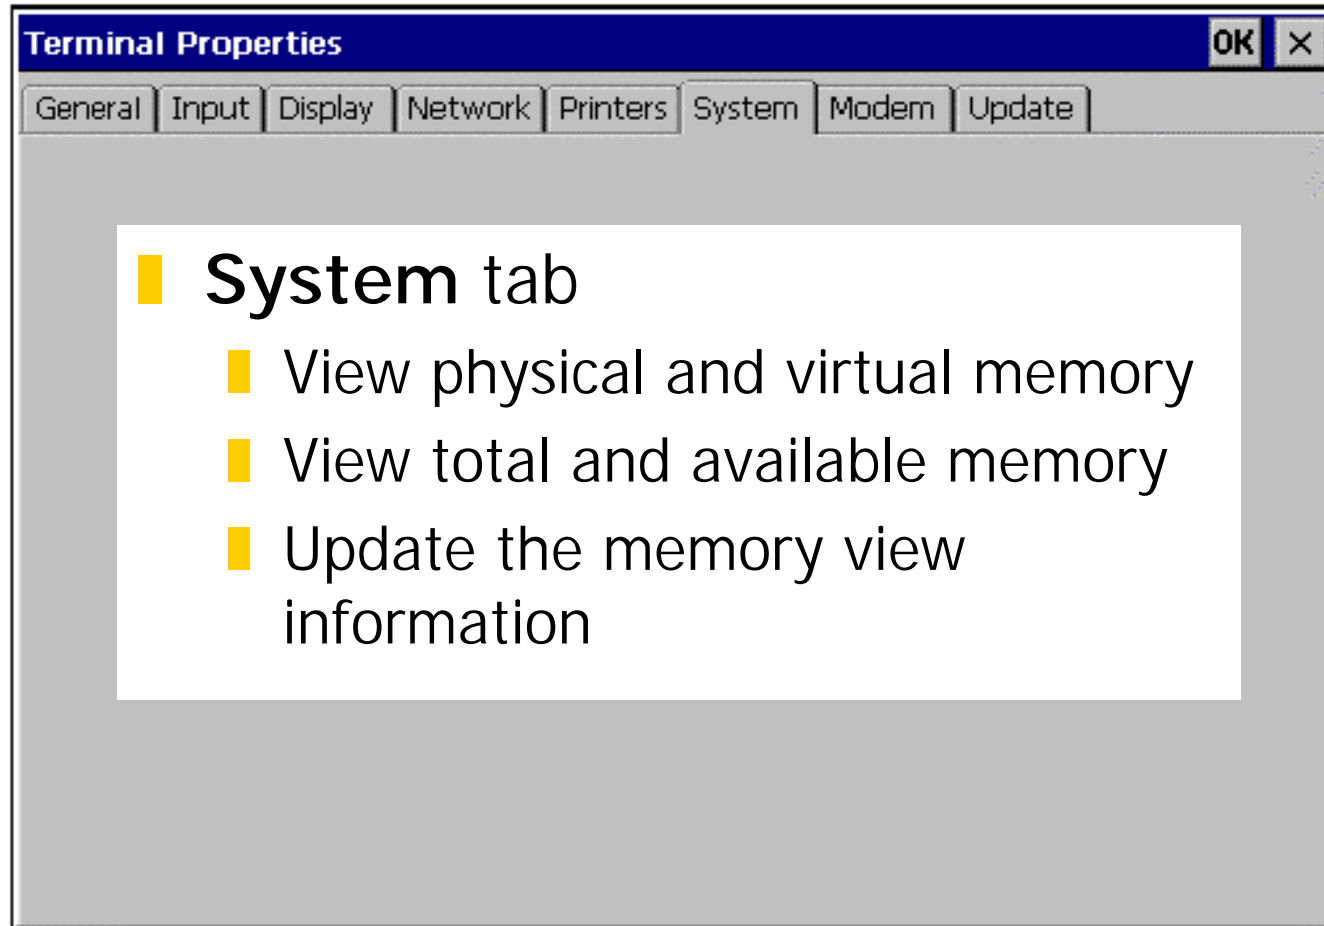 Terminal Properties OK ×
General Input Display Network Printers System Modem Update
System tab
View physical and virtual memory
View total and available memory
Update the memory view
information